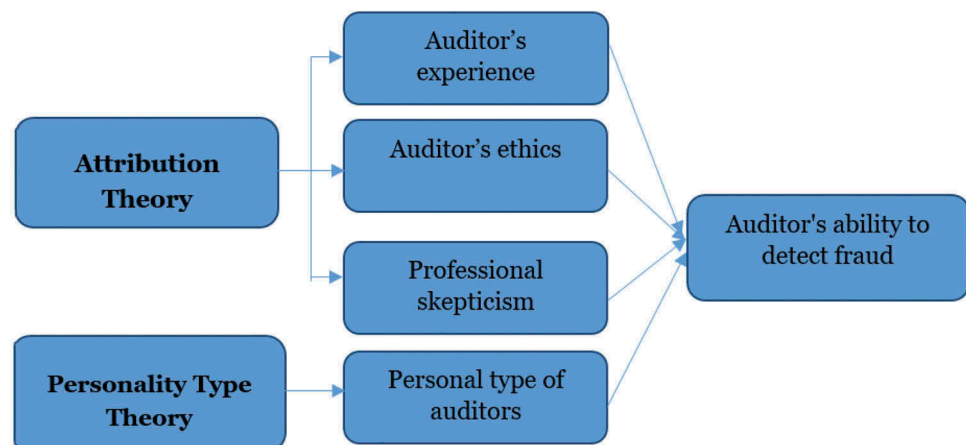 Auditor’s
experience
Attribution
Theory
Auditor’s ethics
Auditor's ability to
detect fraud
Professional
skepticism
Personality Type
Theory
Personal type of
auditors